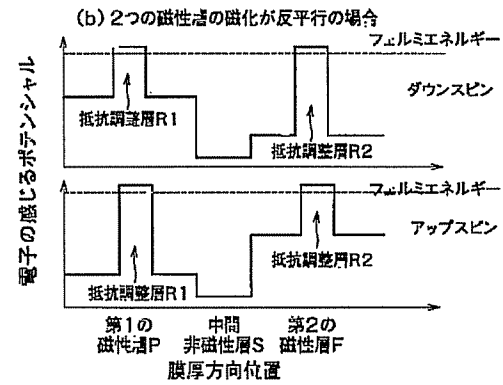 (b) 2つの磁性層の磁化が反平行の場合
フェルミエネルギー
ダウンスピン
抵抗調整層R1
抵抗調整層R2
フェルミエネルギー
アップスピン
抵抗調整層R2
抵抗調整層R1
電子の感じるポテンシャル
第1の
磁性層P
中間
非磁性層S
第2の
磁性層F
膜厚方向位置